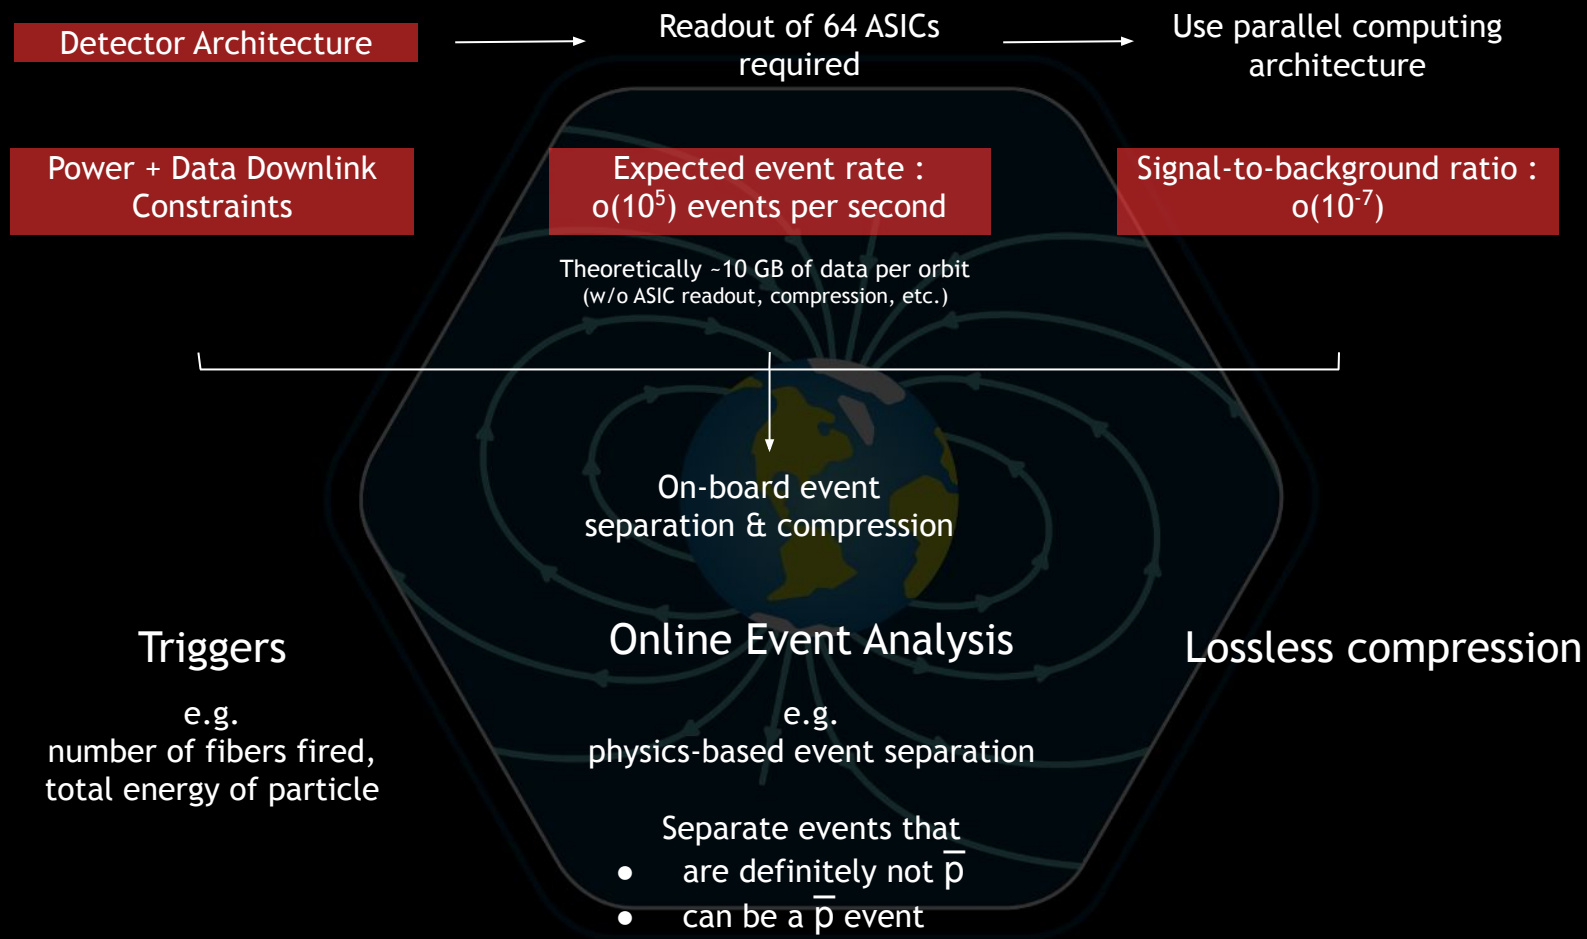 Detector Architecture
Readout of 64 ASICs
required
Use parallel computing
architecture
Power + Data Downlink
Constraints
Expected event rate :
o(10⁵) events per second
Signal-to-background ratio :
o(10⁻⁷)
Theoretically ~10 GB of data per orbit
(w/o ASIC readout, compression, etc.)
On-board event
separation & compression
Triggers
e.g.
number of fibers fired,
total energy of particle
Online Event Analysis
e.g.
physics-based event separation
Separate events that
● are definitely not p̅
● can be a p̅ event
Lossless compression